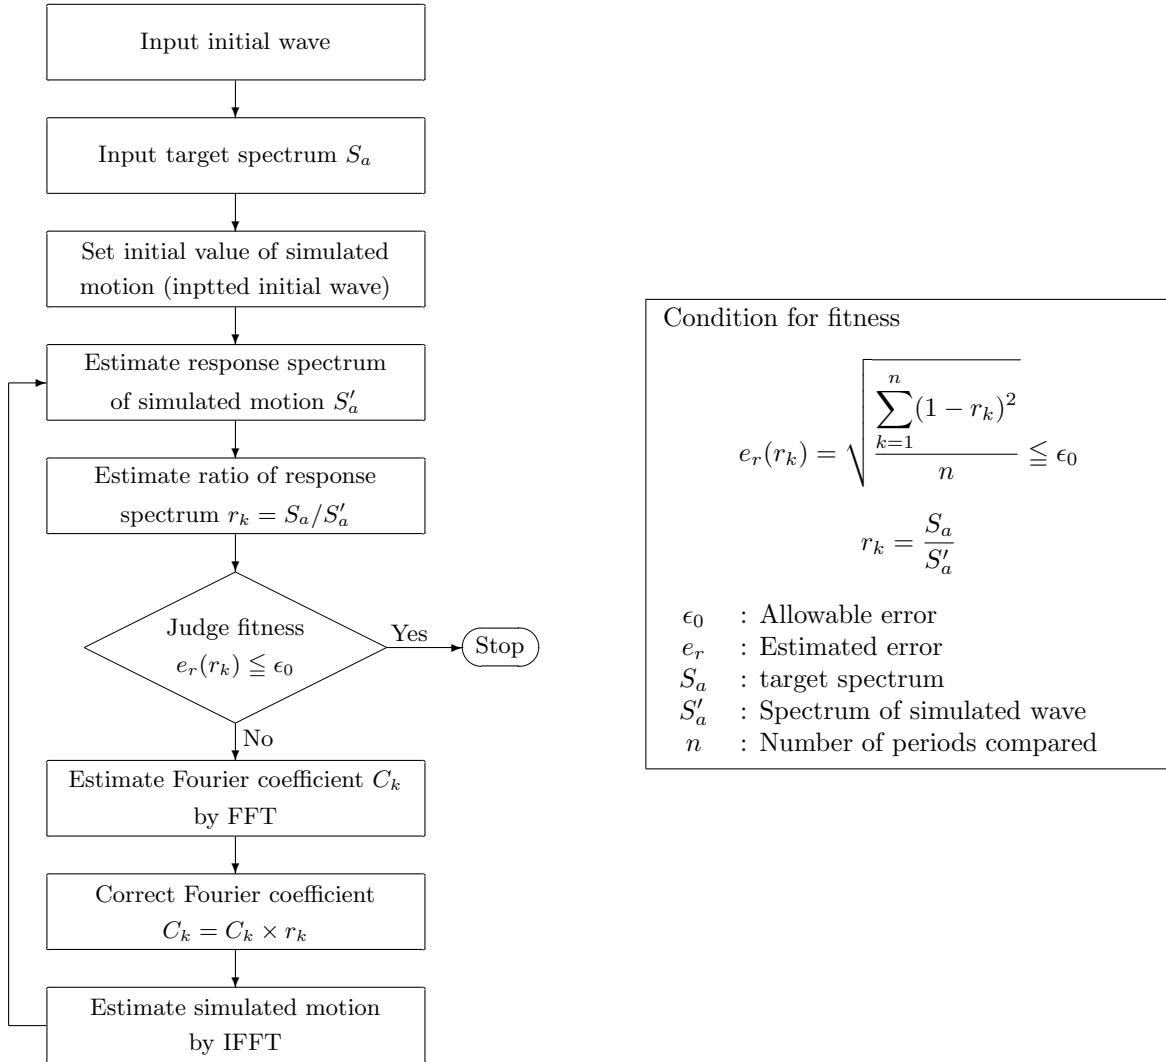 Input initial wave
Input target spectrum S_a
Set initial value of simulated
motion (inptted initial wave)
Estimate response spectrum
of simulated motion S'_a
Estimate ratio of response
spectrum r_k = S_a/S'_a
Judge fitness
e_r(r_k) ≦ ϵ_0
Yes
Stop
No
Estimate Fourier coefficient C_k
by FFT
Correct Fourier coefficient
C_k = C_k × r_k
Estimate simulated motion
by IFFT
Condition for fitness
e_r(r_k) = √(∑_{k=1}^{n}(1 − r_k)^2 / n) ≦ ϵ_0
r_k = S_a / S'_a
ϵ_0 : Allowable error
e_r : Estimated error
S_a : target spectrum
S'_a : Spectrum of simulated wave
n : Number of periods compared